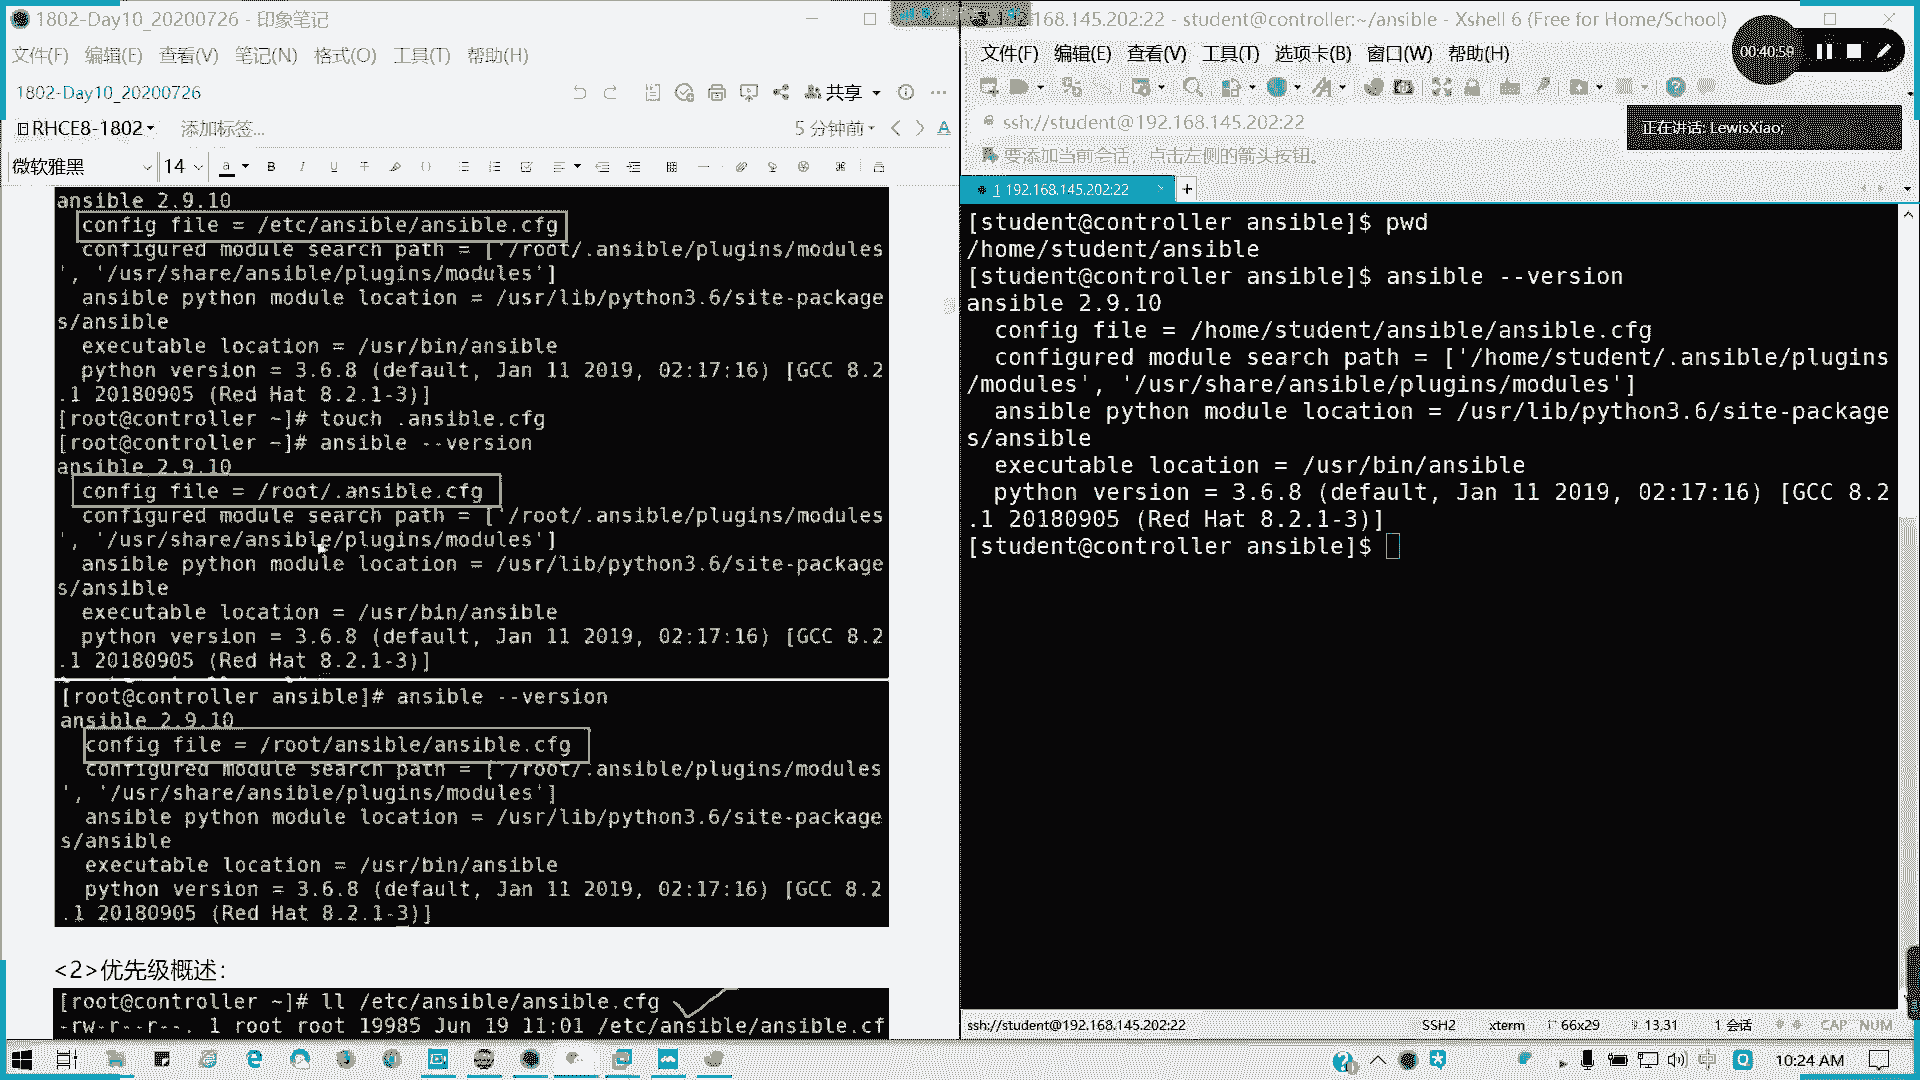 1802-Day10_20200726 - 印象笔记
文件(F) 编辑(E) 查看(V) 笔记(N) 格式(O) 工具(T) 帮助(H)
1802-Day10_20200726
共享
RHCE8-1802 添加标签...
5 分钟前
微软雅黑 14
ansible 2.9.10
config file = /etc/ansible/ansible.cfg
configured module search path = ['/root/.ansible/plugins/modules
', '/usr/share/ansible/plugins/modules']
ansible python module location = /usr/lib/python3.6/site-package
s/ansible
executable location = /usr/bin/ansible
python version = 3.6.8 (default, Jan 11 2019, 02:17:16) [GCC 8.2
.1 20180905 (Red Hat 8.2.1-3)]
[root@controller ~]# touch .ansible.cfg
[root@controller ~]# ansible --version
ansible 2.9.10
config file = /root/.ansible.cfg
configured module search path = ['/root/.ansible/plugins/modules
', '/usr/share/ansible/plugins/modules']
ansible python module location = /usr/lib/python3.6/site-package
s/ansible
executable location = /usr/bin/ansible
python version = 3.6.8 (default, Jan 11 2019, 02:17:16) [GCC 8.2
.1 20180905 (Red Hat 8.2.1-3)]
[root@controller ansible]# ansible --version
ansible 2.9.10
config file = /root/ansible/ansible.cfg
configured module search path = ['/root/.ansible/plugins/modules
', '/usr/share/ansible/plugins/modules']
ansible python module location = /usr/lib/python3.6/site-package
s/ansible
executable location = /usr/bin/ansible
python version = 3.6.8 (default, Jan 11 2019, 02:17:16) [GCC 8.2
.1 20180905 (Red Hat 8.2.1-3)]
<2>优先级概述:
[root@controller ~]# ll /etc/ansible/ansible.cfg
-rw-r--r--. 1 root root 19985 Jun 19 11:01 /etc/ansible/ansible.cf
168.145.202:22 - student@controller:~/ansible - Xshell 6 (Free for Home/School)
文件(F) 编辑(E) 查看(V) 工具(T) 选项卡(B) 窗口(W) 帮助(H)
00:40:59
ssh://student@192.168.145.202:22
正在讲话: LewisXiao;
要添加当前会话，点击左侧的箭头按钮。
1 192.168.145.202:22
[student@controller ansible]$ pwd
/home/student/ansible
[student@controller ansible]$ ansible --version
ansible 2.9.10
config file = /home/student/ansible/ansible.cfg
configured module search path = ['/home/student/.ansible/plugins
/modules', '/usr/share/ansible/plugins/modules']
ansible python module location = /usr/lib/python3.6/site-package
s/ansible
executable location = /usr/bin/ansible
python version = 3.6.8 (default, Jan 11 2019, 02:17:16) [GCC 8.2
.1 20180905 (Red Hat 8.2.1-3)]
[student@controller ansible]$
ssh://student@192.168.145.202:22 SSH2 xterm 66x29 13,31 1 会话 CAP NUM
中
10:24 AM